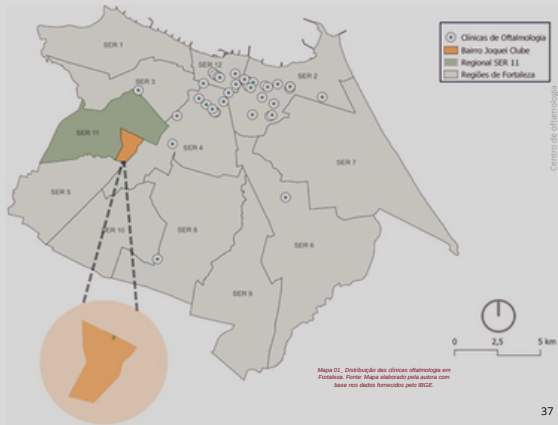 SER 1
SER 12
SER 2
SER 3
SER 11
SER 4
SER 7
SER 5
SER 10
SER 8
SER 6
SER 9
Clínicas de Oftalmologia
Bairro Joquei Clube
Regional SER 11
Regiões de Fortaleza
Centro de oftamologia
0 2,5 5 km
Mapa 01_ Distribuição das clínicas oftalmologia em
Fortaleza. Fonte: Mapa elaborado pela autora com
base nos dados fornecidos pelo IBGE.
37